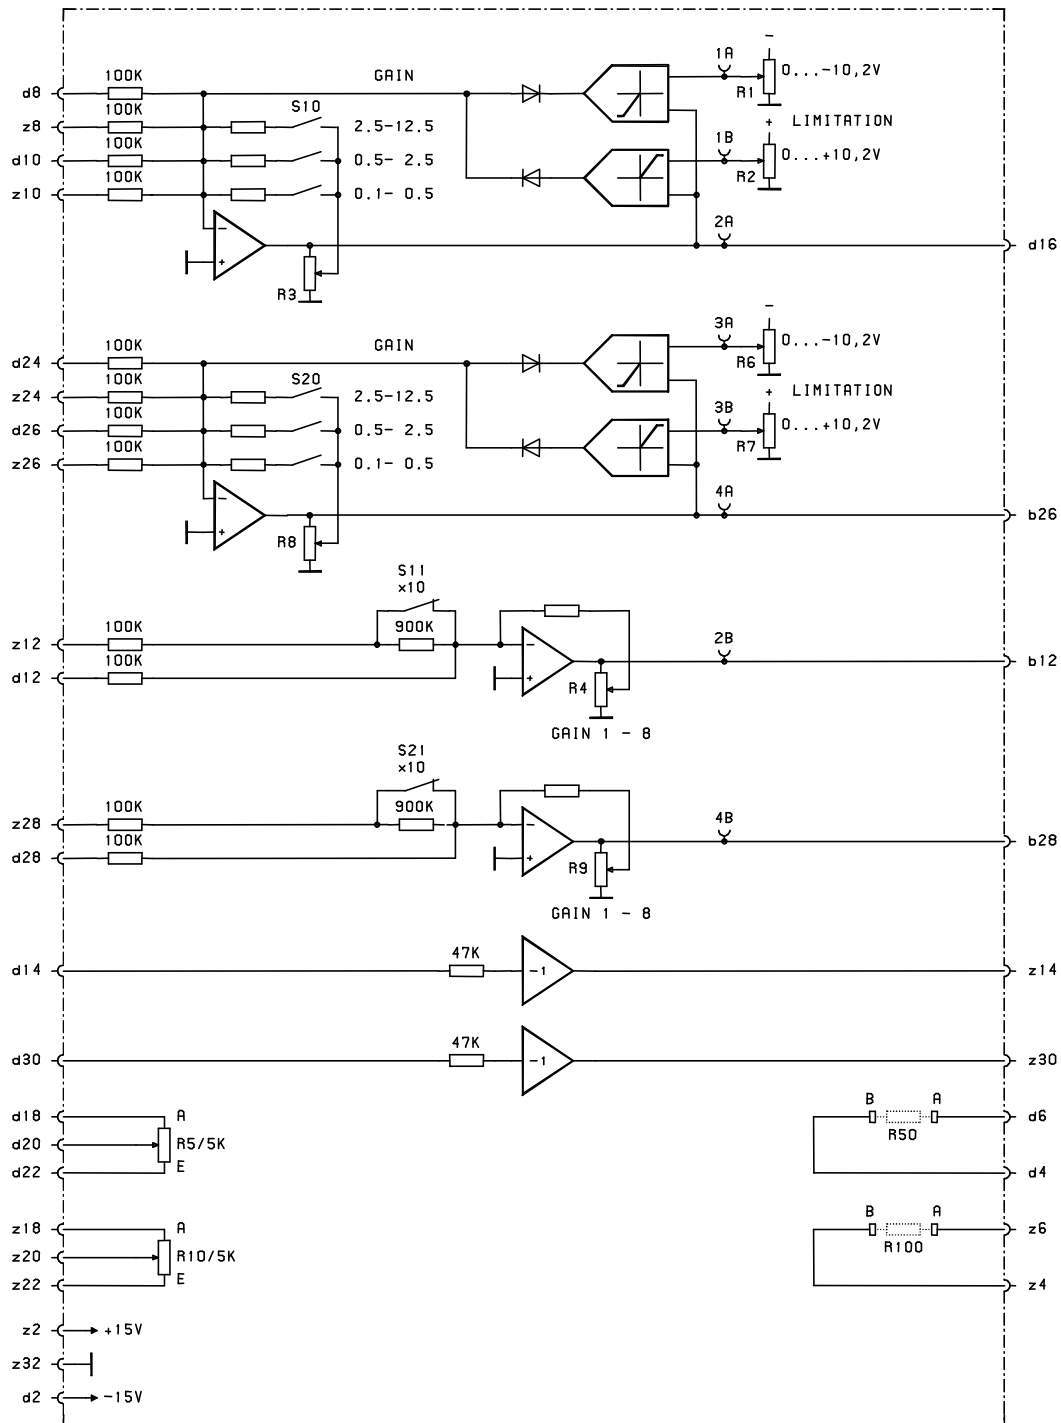 −
1A
100K GAIN 0...−10,2V
d8 R1
100K S10 + LIMITATION
z8 2.5−12.5
100K 1B
d10 0.5− 2.5 0...+10,2V
100K R2
z10 0.1− 0.5
− 2A
d16
+
R3
−
3A
100K GAIN 0...−10,2V
d24 R6
100K S20 + LIMITATION
z24 2.5−12.5
100K 3B
d26 0.5− 2.5 0...+10,2V
100K R7
z26 0.1− 0.5
− 4A
b26
+
R8
S11
×10
100K 900K 2B
z12 −
100K b12
d12 +
R4
GAIN 1 − 8
S21
×10
100K 900K 4B
z28 −
100K b28
d28 +
R9
GAIN 1 − 8
47K
d14 −1 z14
47K
d30 −1 z30
d18 A B A d6
d20 R5/5K R50
d22 E d4
z18 A B A z6
z20 R10/5K R100
z22 E z4
z2 +15V
z32
d2 −15V